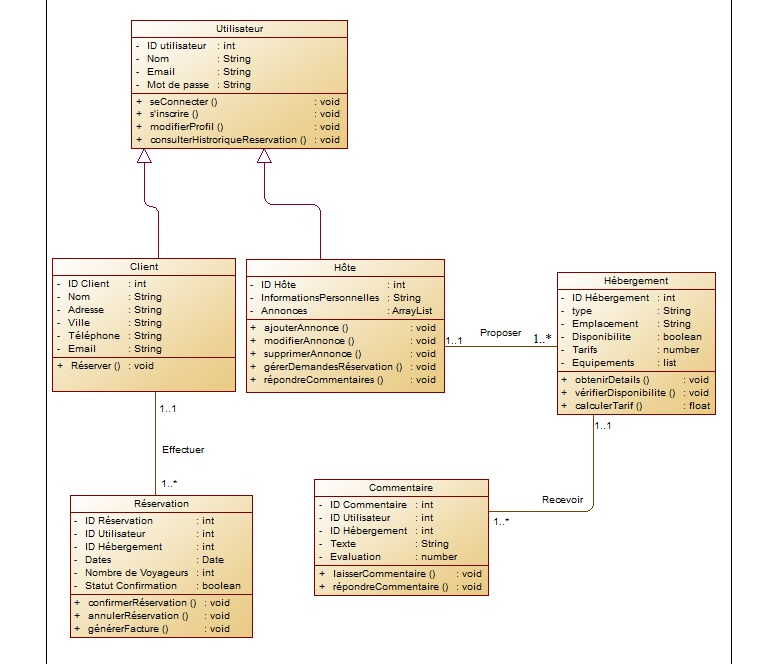 Utilisateur
- ID utilisateur : int
- Nom : String
- Email : String
- Mot de passe : String
+ seConnecter () : void
+ s'inscrire () : void
+ modifierProfil () : void
+ consulterHistroriqueReservation () : void
Client
- ID Client : int
- Nom : String
- Adresse : String
- Ville : String
- Téléphone : String
- Email : String
+ Réserver () : void
Hôte
- ID Hôte : int
- InformationsPersonnelles : String
- Annonces : ArrayList
+ ajouterAnnonce () : void
+ modifierAnnonce () : void
+ supprimerAnnonce () : void
+ gérerDemandesRéservation () : void
+ répondreCommentaires () : void
1..1
Proposer
1..*
Hébergement
- ID Hébergement : int
- type : String
- Emplacement : String
- Disponibilite : boolean
- Tarifs : number
- Equipements : list
+ obtenirDetails () : void
+ vérifierDisponibilite () : void
+ calculerTarif () : float
1..1
Effectuer
1..*
1..1
Recevoir
1..*
Réservation
- ID Réservation : int
- ID Utilisateur : int
- ID Hébergement : int
- Dates : Date
- Nombre de Voyageurs : int
- Statut Confirmation : boolean
+ confirmerRéservation () : void
+ annulerRéservation () : void
+ générerFacture () : void
Commentaire
- ID Commentaire : int
- ID Utilisateur : int
- ID Hébergement : int
- Texte : String
- Evaluation : number
+ laisserCommentaire () : void
+ répondreCommentaire () : void